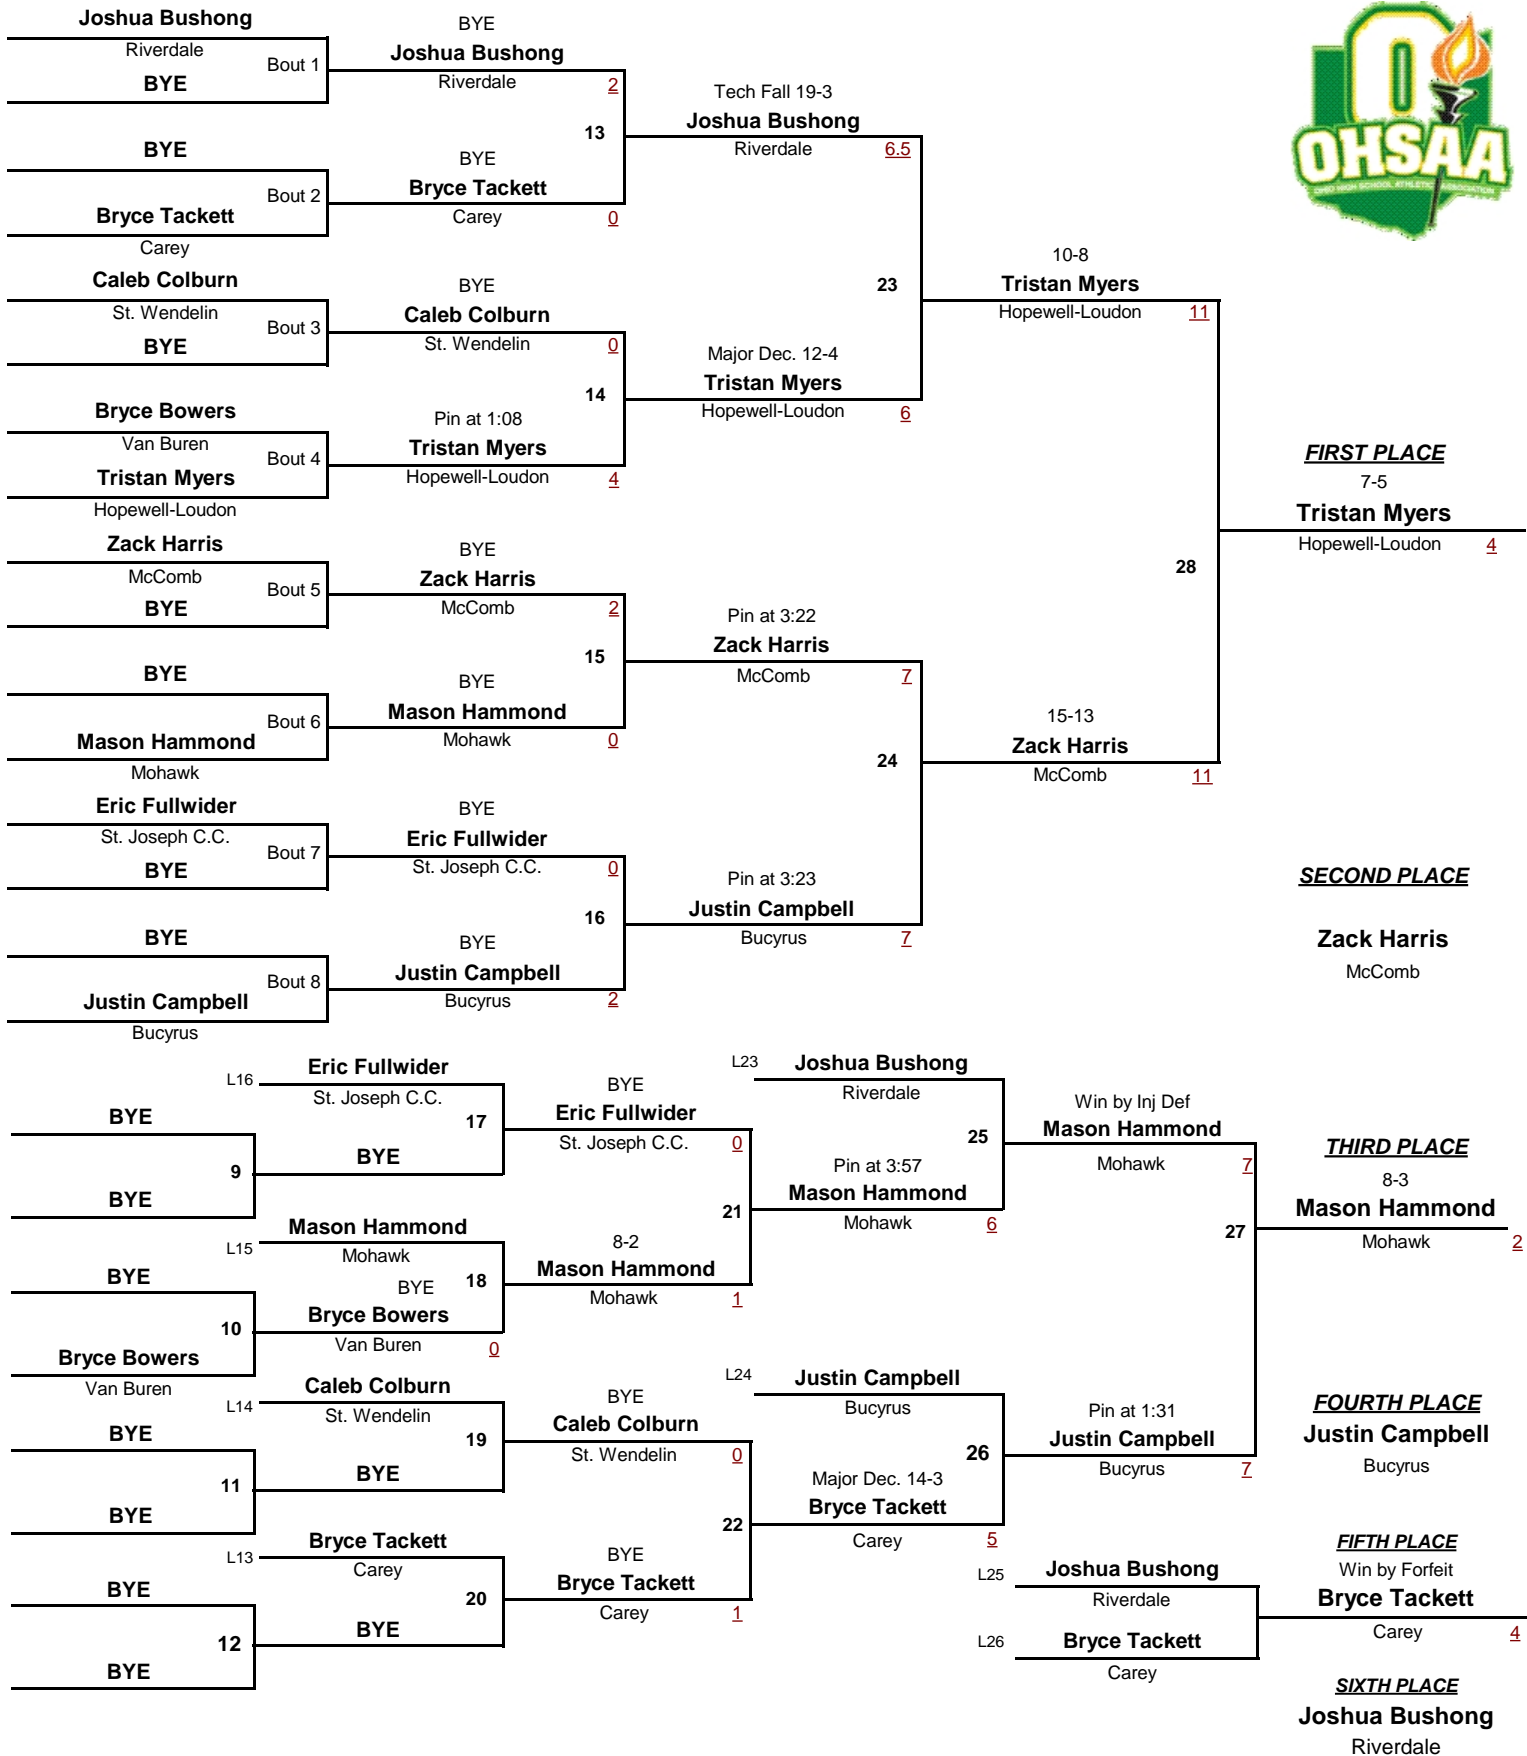 Joshua Bushong
Riverdale
Bout 1
BYE
BYE
Bout 2
Bryce Tackett
Carey
Caleb Colburn
St. Wendelin
Bout 3
BYE
Bryce Bowers
Van Buren
Bout 4
Tristan Myers
Hopewell-Loudon
Zack Harris
McComb
Bout 5
BYE
BYE
Bout 6
Mason Hammond
Mohawk
Eric Fullwider
St. Joseph C.C.
Bout 7
BYE
BYE
Bout 8
Justin Campbell
Bucyrus
BYE
Joshua Bushong
Riverdale 2
13
BYE
Bryce Tackett
Carey 0
BYE
Caleb Colburn
St. Wendelin 0
14
Pin at 1:08
Tristan Myers
Hopewell-Loudon 4
BYE
Zack Harris
McComb 2
15
BYE
Mason Hammond
Mohawk 0
BYE
Eric Fullwider
St. Joseph C.C. 0
16
BYE
Justin Campbell
Bucyrus 2
Tech Fall 19-3
Joshua Bushong
Riverdale 6.5
23
Major Dec. 12-4
Tristan Myers
Hopewell-Loudon 6
Pin at 3:22
Zack Harris
McComb 7
24
Pin at 3:23
Justin Campbell
Bucyrus 7
10-8
Tristan Myers
Hopewell-Loudon 11
28
15-13
Zack Harris
McComb 11
OHSAA
OHIO HIGH SCHOOL ATHLETIC ASSOCIATION
FIRST PLACE
7-5
Tristan Myers
Hopewell-Loudon 4
SECOND PLACE
Zack Harris
McComb
BYE
9
BYE
BYE
10
Bryce Bowers
Van Buren
BYE
11
BYE
BYE
12
BYE
L16
Eric Fullwider
St. Joseph C.C.
17
BYE
L15
Mason Hammond
Mohawk
18
BYE
Bryce Bowers
Van Buren 0
L14
Caleb Colburn
St. Wendelin
19
BYE
L13
Bryce Tackett
Carey
20
BYE
BYE
Eric Fullwider
St. Joseph C.C. 0
21
8-2
Mason Hammond
Mohawk 1
BYE
Caleb Colburn
St. Wendelin 0
22
BYE
Bryce Tackett
Carey 1
L23
Joshua Bushong
Riverdale
25
Pin at 3:57
Mason Hammond
Mohawk 6
L24
Justin Campbell
Bucyrus
26
Major Dec. 14-3
Bryce Tackett
Carey 5
Win by Inj Def
Mason Hammond
Mohawk 7
27
Pin at 1:31
Justin Campbell
Bucyrus 7
L25
Joshua Bushong
Riverdale
L26
Bryce Tackett
Carey
THIRD PLACE
8-3
Mason Hammond
Mohawk 2
FOURTH PLACE
Justin Campbell
Bucyrus
FIFTH PLACE
Win by Forfeit
Bryce Tackett
Carey 4
SIXTH PLACE
Joshua Bushong
Riverdale